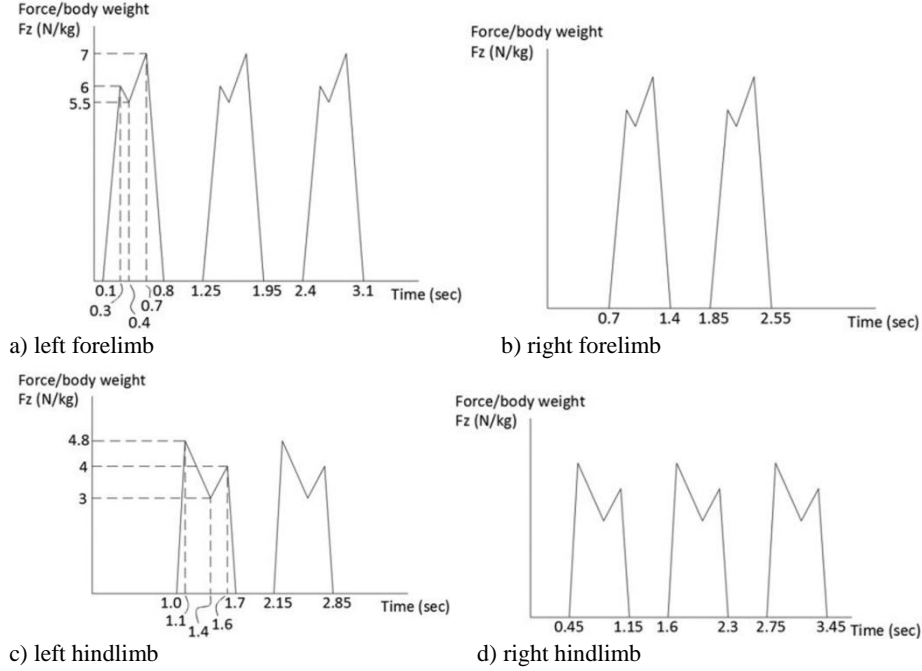 Force/body weight
Fz (N/kg)
7
6
5.5
0.1 0.8 1.25 1.95 2.4 3.1 Time (sec)
0.3 0.7
0.4
a) left forelimb
Force/body weight
Fz (N/kg)
0.7 1.4 1.85 2.55 Time (sec)
b) right forelimb
Force/body weight
Fz (N/kg)
4.8
4
3
1.0 1.7 2.15 2.85 Time (sec)
1.1 1.6
1.4
c) left hindlimb
Force/body weight
Fz (N/kg)
0.45 1.15 1.6 2.3 2.75 3.45 Time (sec)
d) right hindlimb